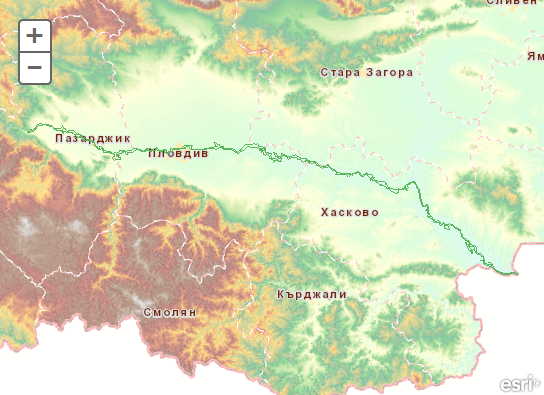 Сливен
+
−
Стара Загора
Ям
Пазарджик
Пловдив
Хасково
Кърджали
Смолян
esri©